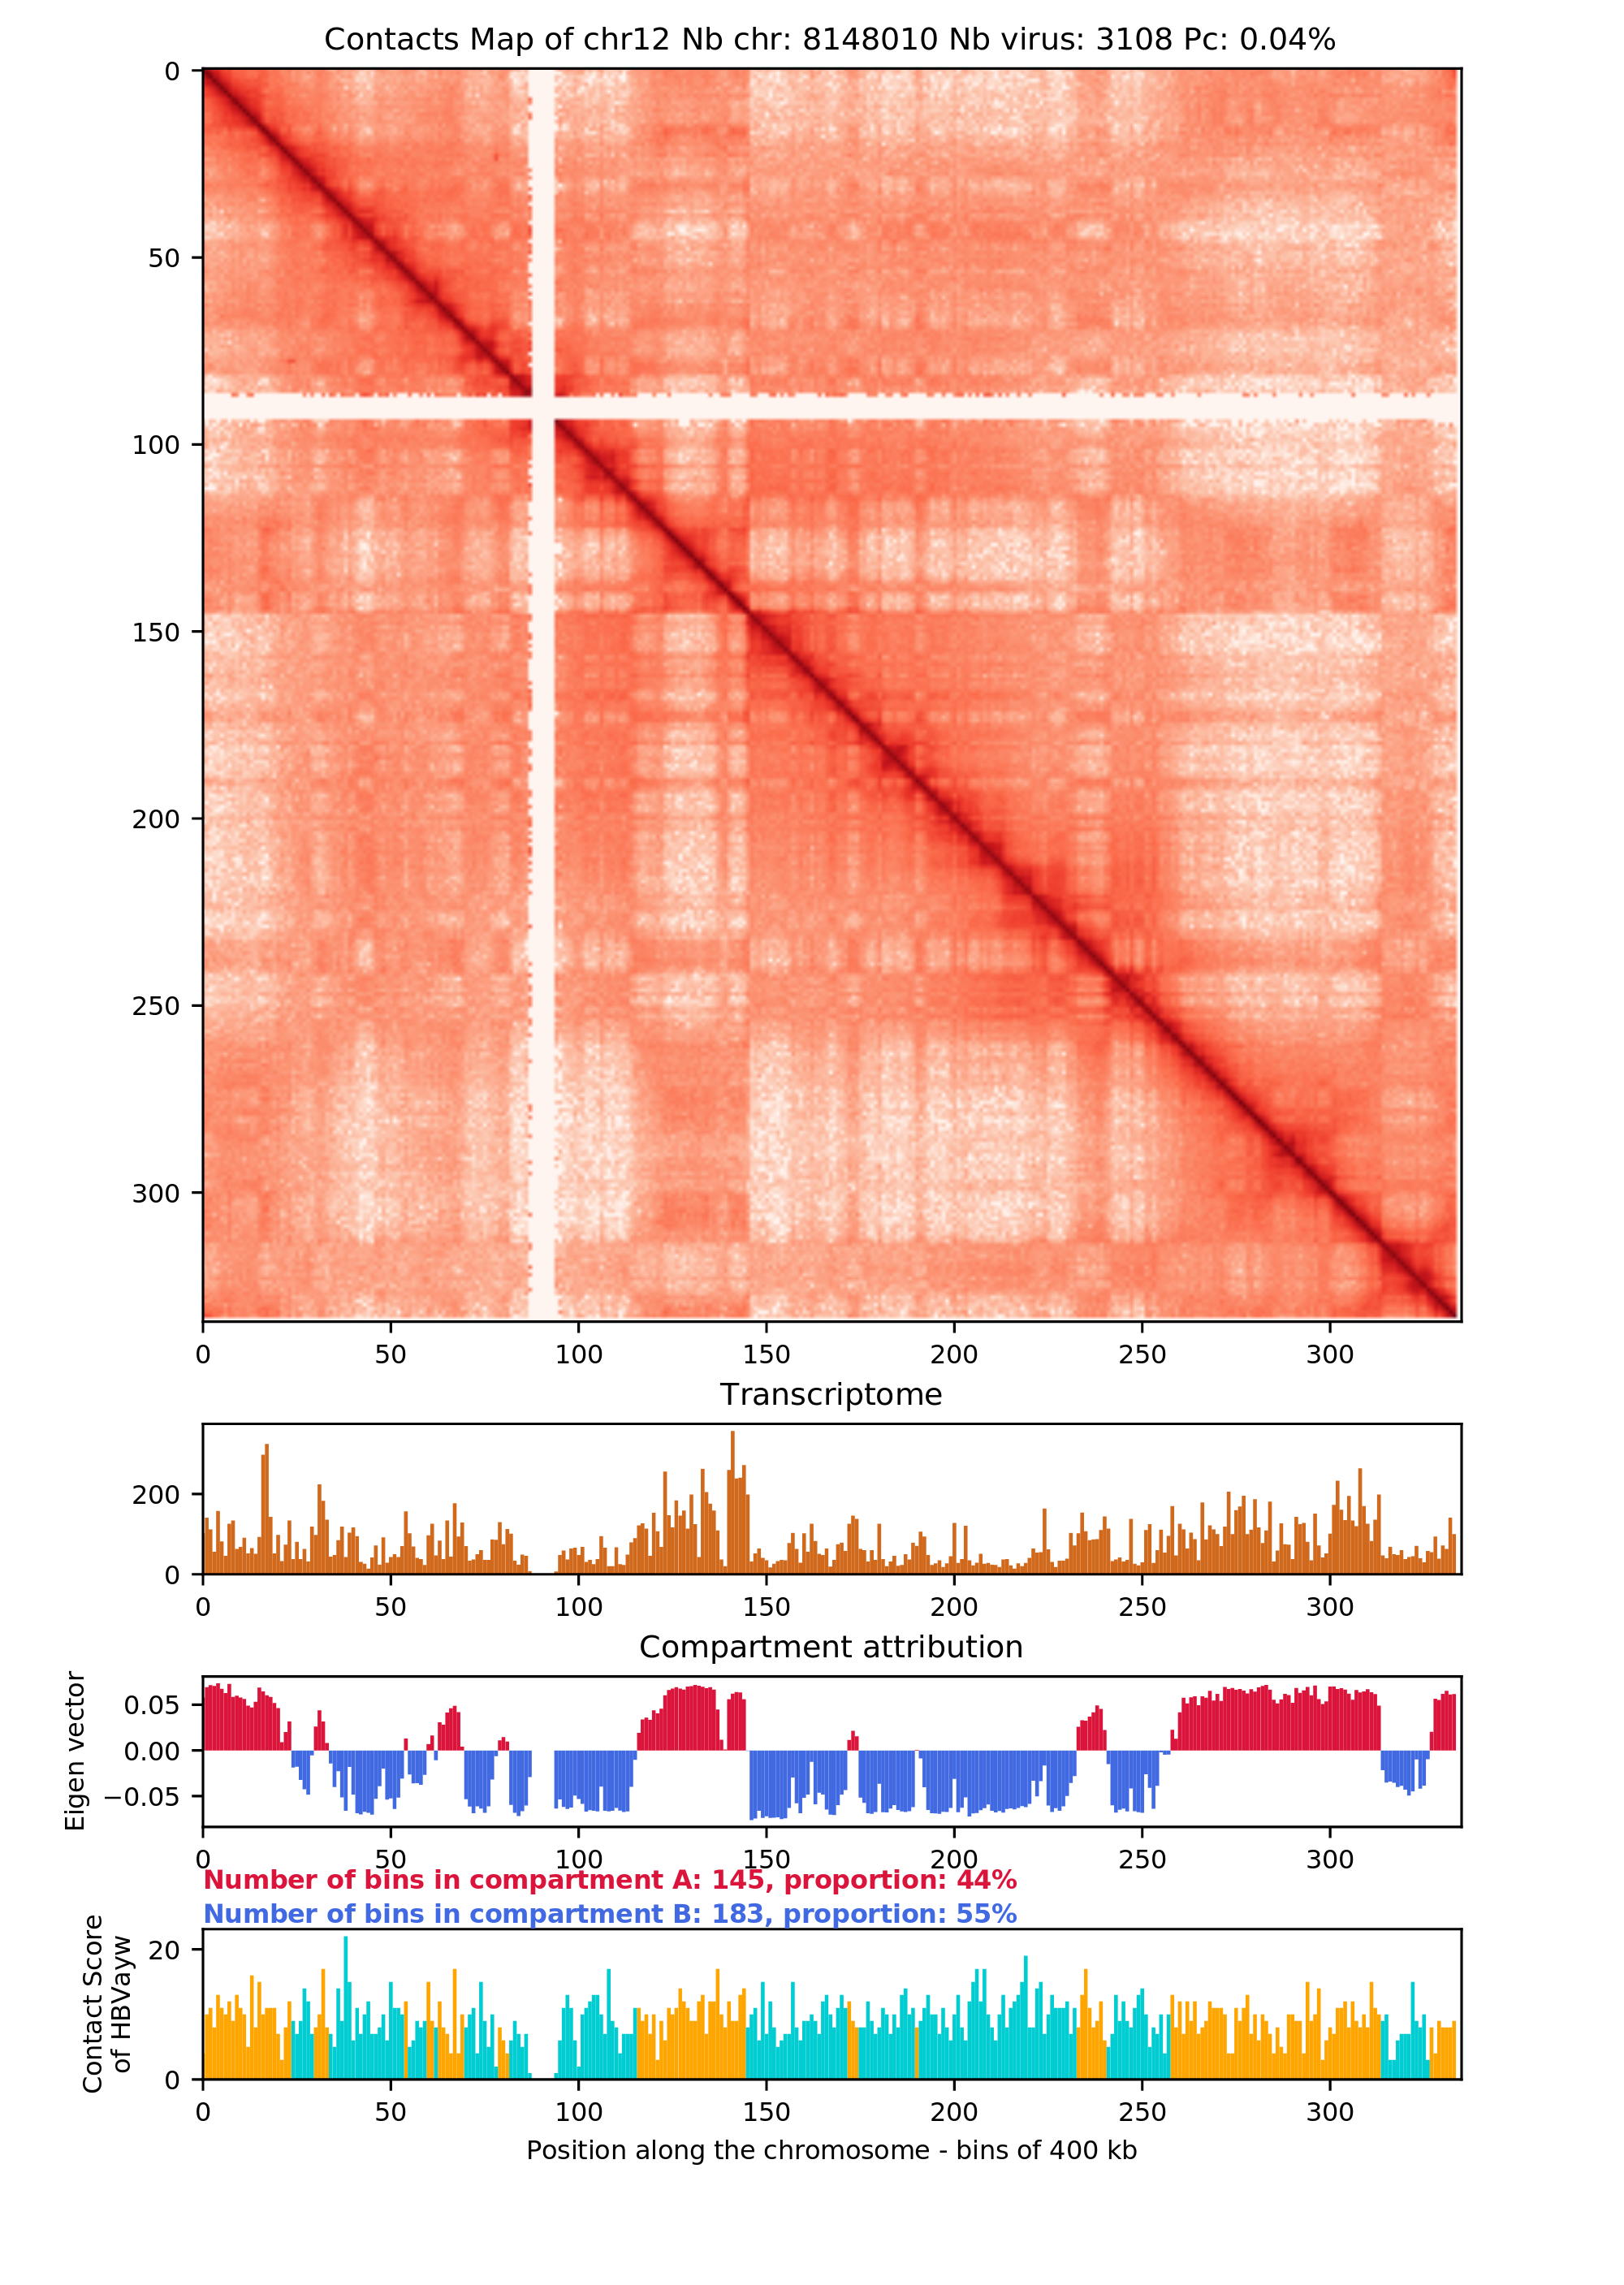 Contacts Map of chr12 Nb chr: 8148010 Nb virus: 3108 Pc: 0.04%
0
50
100
150
200
250
300
0 50 100 150 200 250 300
Transcriptome
200
0
0 50 100 150 200 250 300
Compartment attribution
Eigen vector
0.05
0.00
−0.05
0 50 100 150 200 250 300
Number of bins in compartment A: 145, proportion: 44%
Number of bins in compartment B: 183, proportion: 55%
Contact Score
of HBVayw
20
0
0 50 100 150 200 250 300
Position along the chromosome - bins of 400 kb